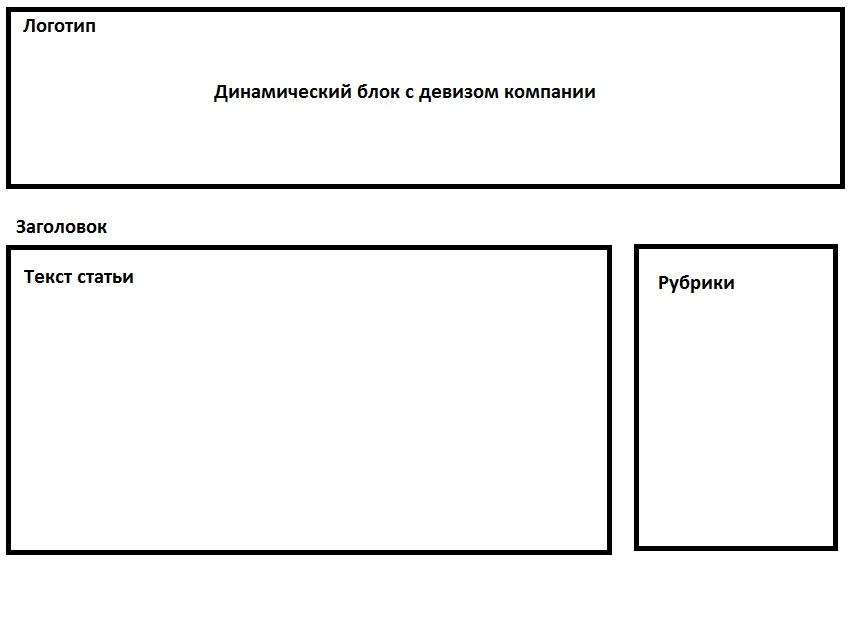 Логотип
Динамический блок с девизом компании
Заголовок
Текст статьи
Рубрики